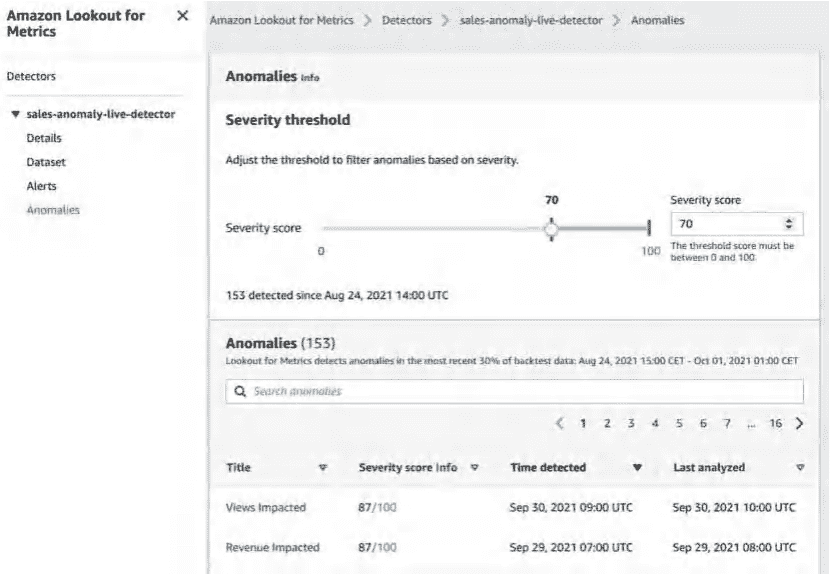 Amazon Lookout for Metrics
Detectors
sales-anomaly-live-detector
Details
Dataset
Alerts
Anomalies
Amazon Lookout for Metrics > Detectors > sales-anomaly-live-detector > Anomalies
Anomalies Info
Severity threshold
Adjust the threshold to filter anomalies based on severity.
70
Severity score
0
100
Severity score
70
The threshold score must be
between 0 and 100.
153 detected since Aug 24, 2021 14:00 UTC
Anomalies (153)
Lookout for Metrics detects anomalies in the most recent 30% of backtest data: Aug 24, 2021 15:00 CET - Oct 01, 2021 01:00 CET
Search anomalies
< 1 2 3 4 5 6 7 ... 16 >
Title Severity score Info Time detected Last analyzed
Views Impacted 87/100 Sep 30, 2021 09:00 UTC Sep 30, 2021 10:00 UTC
Revenue Impacted 87/100 Sep 29, 2021 07:00 UTC Sep 29, 2021 08:00 UTC